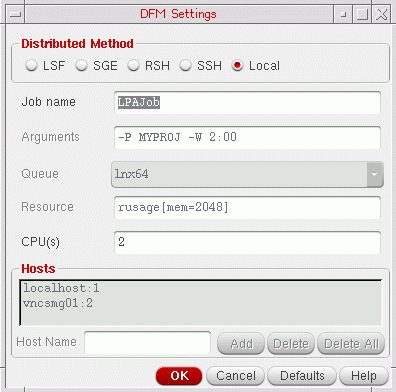 DFM Settings
Distributed Method
LSF SGE RSH SSH Local
Job name LPAJob
Arguments -P MYPROJ -W 2:00
Queue lnx64
Resource rusage[mem=2048]
CPU(s) 2
Hosts
localhost:1
vncsmg01:2
Host Name Add Delete Delete All
OK Cancel Defaults Help